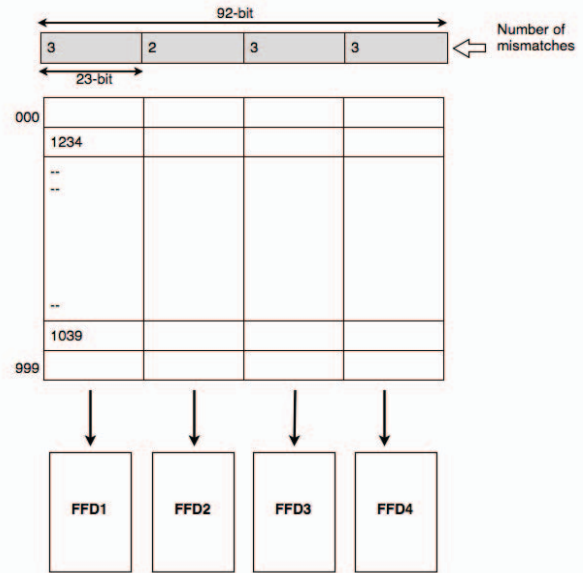 92-bit
3 2 3 3
Number of
mismatches
23-bit
000
1234
--
--
--
1039
999
FFD1 FFD2 FFD3 FFD4